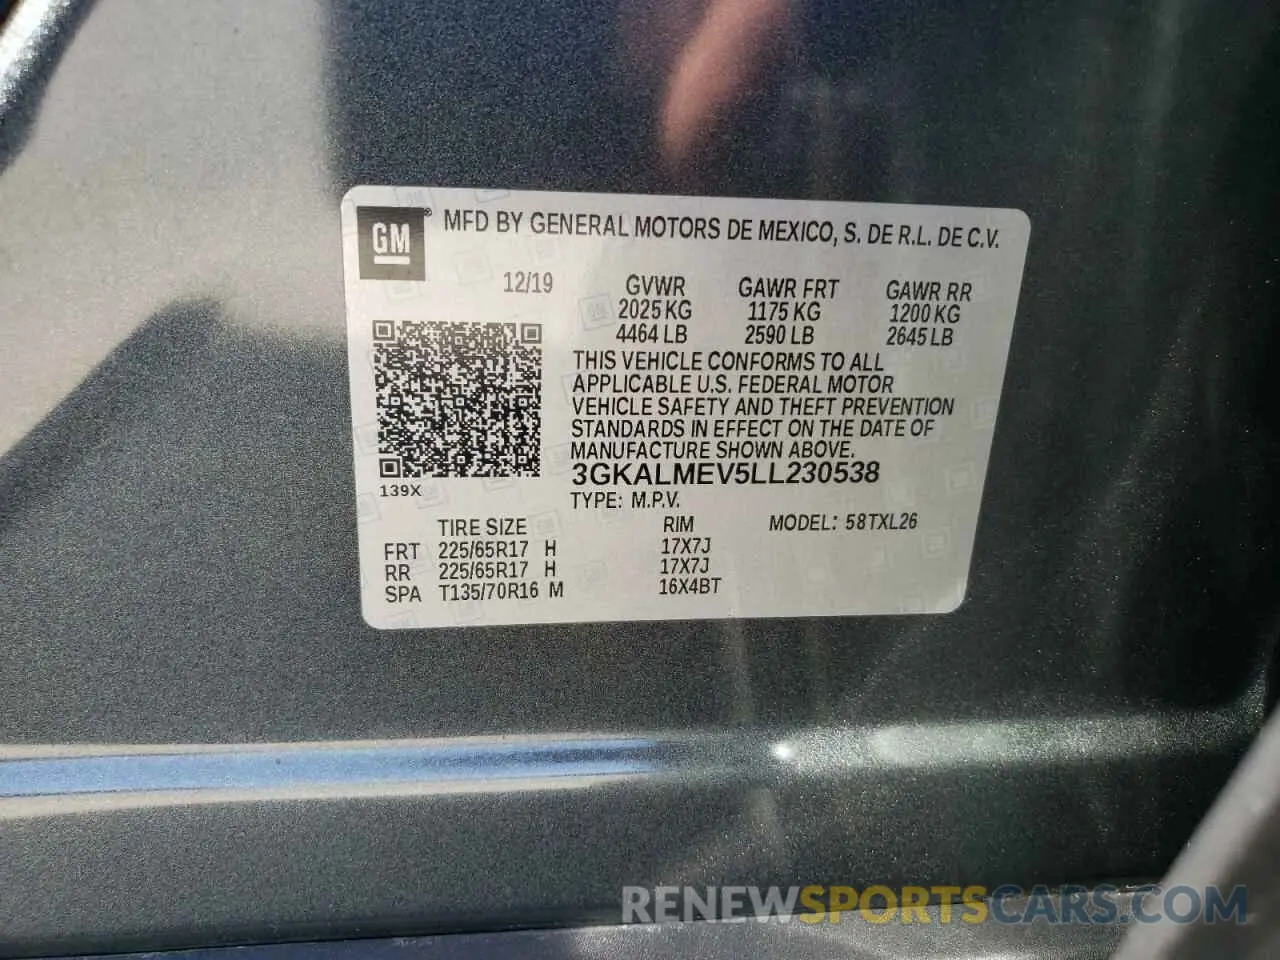 GM® MFD BY GENERAL MOTORS DE MEXICO, S. DE R.L. DE C.V.
12/19 GVWR GAWR FRT GAWR RR
2025 KG 1175 KG 1200 KG
4464 LB 2590 LB 2645 LB
THIS VEHICLE CONFORMS TO ALL
APPLICABLE U.S. FEDERAL MOTOR
VEHICLE SAFETY AND THEFT PREVENTION
STANDARDS IN EFFECT ON THE DATE OF
MANUFACTURE SHOWN ABOVE.
3GKALMEV5LL230538
139X TYPE: M.P.V.
TIRE SIZE RIM MODEL: 58TXL26
FRT 225/65R17 H 17X7J
RR 225/65R17 H 17X7J
SPA T135/70R16 M 16X4BT
RENEWSPORTSCARS.COM